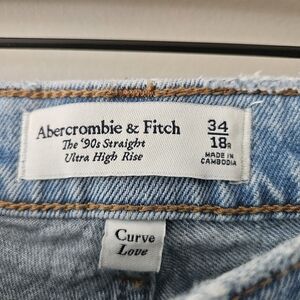 Abercrombie & Fitch
The '90s Straight
Ultra High Rise
34
18R
MADE IN
CAMBODIA
Curve
Love